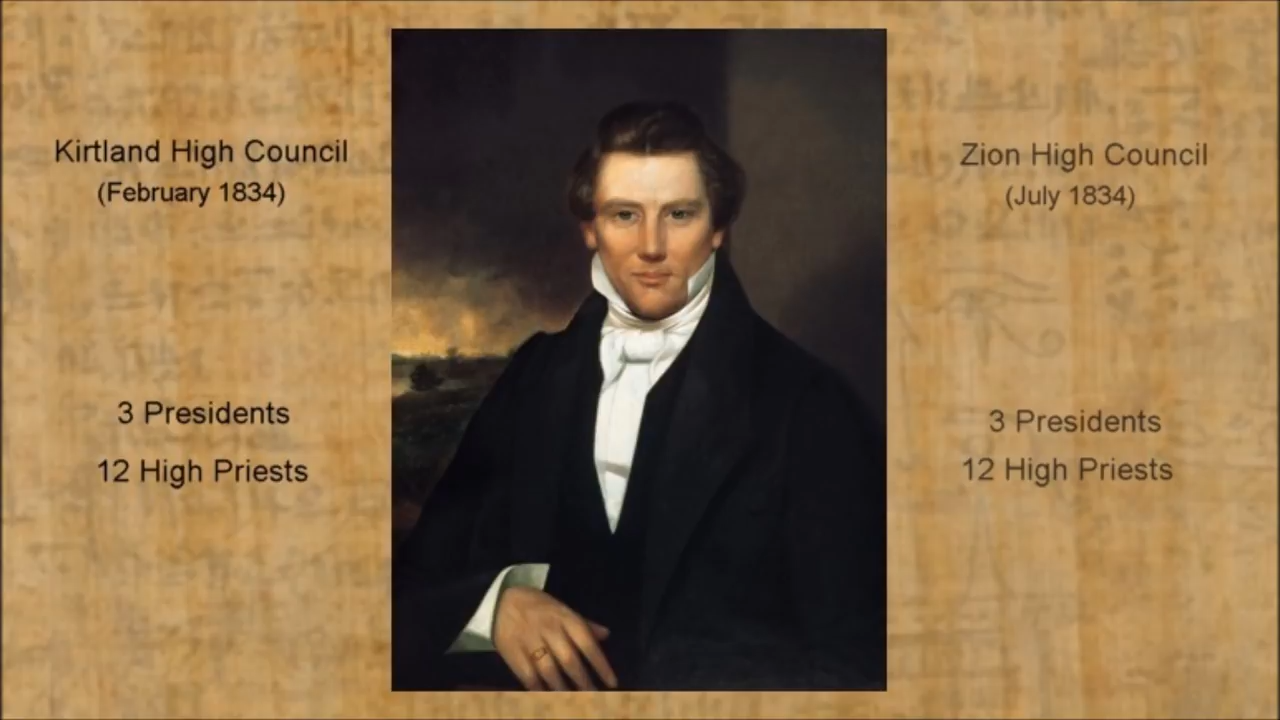 Kirtland High Council
(February 1834)
3 Presidents
12 High Priests
Zion High Council
(July 1834)
3 Presidents
12 High Priests